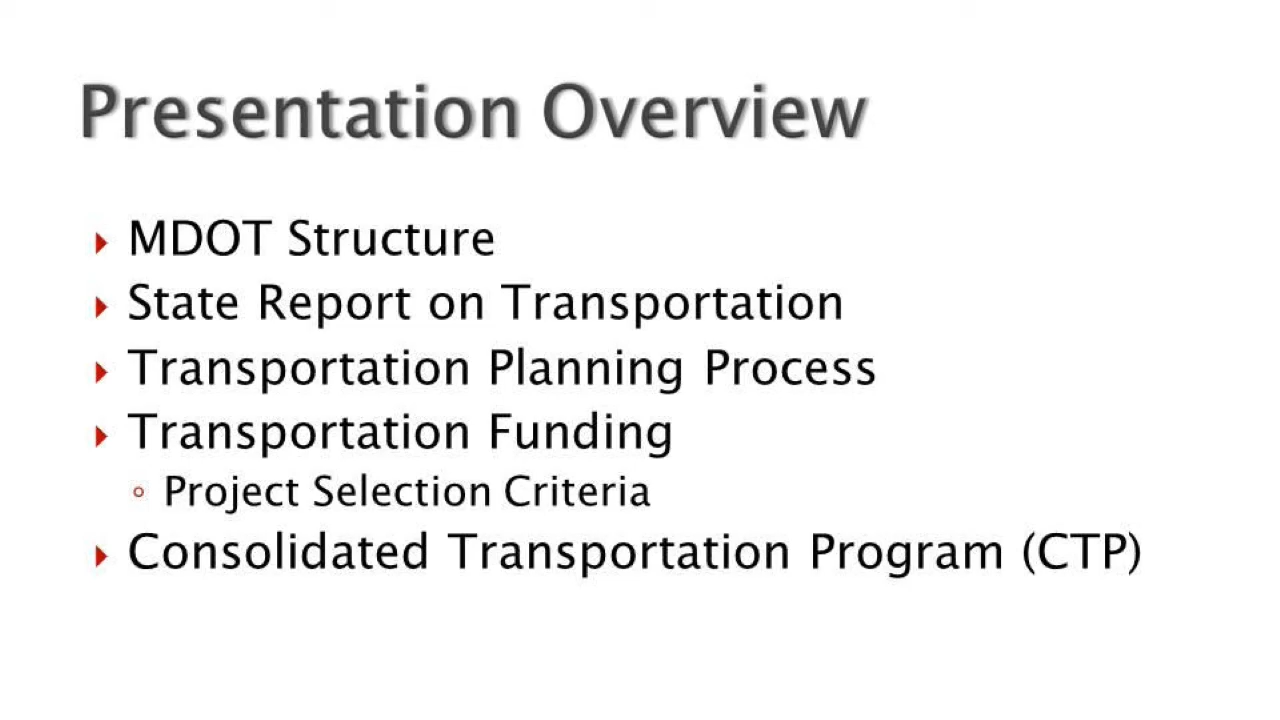 Presentation Overview
MDOT Structure
State Report on Transportation
Transportation Planning Process
Transportation Funding
Project Selection Criteria
Consolidated Transportation Program (CTP)